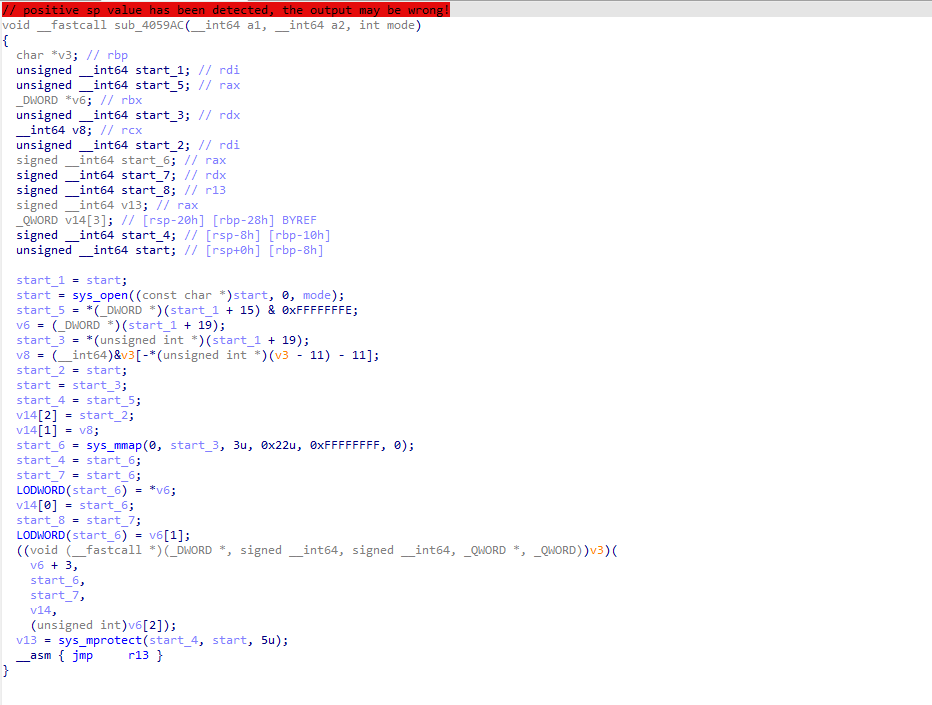 // positive sp value has been detected, the output may be wrong!
void __fastcall sub_4059AC(__int64 a1, __int64 a2, int mode)
{
  char *v3; // rbp
  unsigned __int64 start_1; // rdi
  unsigned __int64 start_5; // rax
  _DWORD *v6; // rbx
  unsigned __int64 start_3; // rdx
  __int64 v8; // rcx
  unsigned __int64 start_2; // rdi
  signed __int64 start_6; // rax
  signed __int64 start_7; // rdx
  signed __int64 start_8; // r13
  signed __int64 v13; // rax
  _QWORD v14[3]; // [rsp-20h] [rbp-28h] BYREF
  signed __int64 start_4; // [rsp-8h] [rbp-10h]
  unsigned __int64 start; // [rsp+0h] [rbp-8h]
  start_1 = start;
  start = sys_open((const char *)start, 0, mode);
  start_5 = *(_DWORD *)(start_1 + 15) & 0xFFFFFFFE;
  v6 = (_DWORD *)(start_1 + 19);
  start_3 = *(unsigned int *)(start_1 + 19);
  v8 = (__int64)&v3[-*(unsigned int *)(v3 - 11) - 11];
  start_2 = start;
  start = start_3;
  start_4 = start_5;
  v14[2] = start_2;
  v14[1] = v8;
  start_6 = sys_mmap(0, start_3, 3u, 0x22u, 0xFFFFFFFF, 0);
  start_4 = start_6;
  start_7 = start_6;
  LODWORD(start_6) = *v6;
  v14[0] = start_6;
  start_8 = start_7;
  LODWORD(start_6) = v6[1];
  ((void (__fastcall *)(_DWORD *, signed __int64, signed __int64, _QWORD *, _QWORD))v3)(
    v6 + 3,
    start_6,
    start_7,
    v14,
    (unsigned int)v6[2]);
  v13 = sys_mprotect(start_4, start, 5u);
  __asm { jmp     r13 }
}